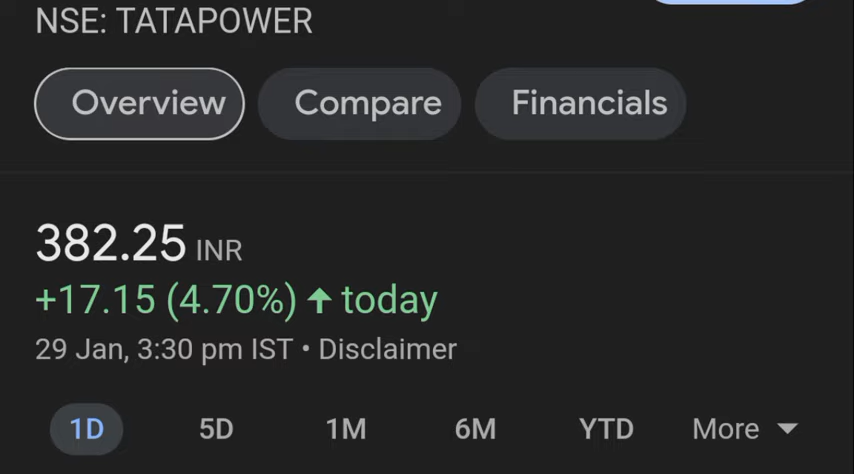 NSE: TATAPOWER
Overview Compare Financials
382.25 INR
+17.15 (4.70%) ↑ today
29 Jan, 3:30 pm IST • Disclaimer
1D 5D 1M 6M YTD More